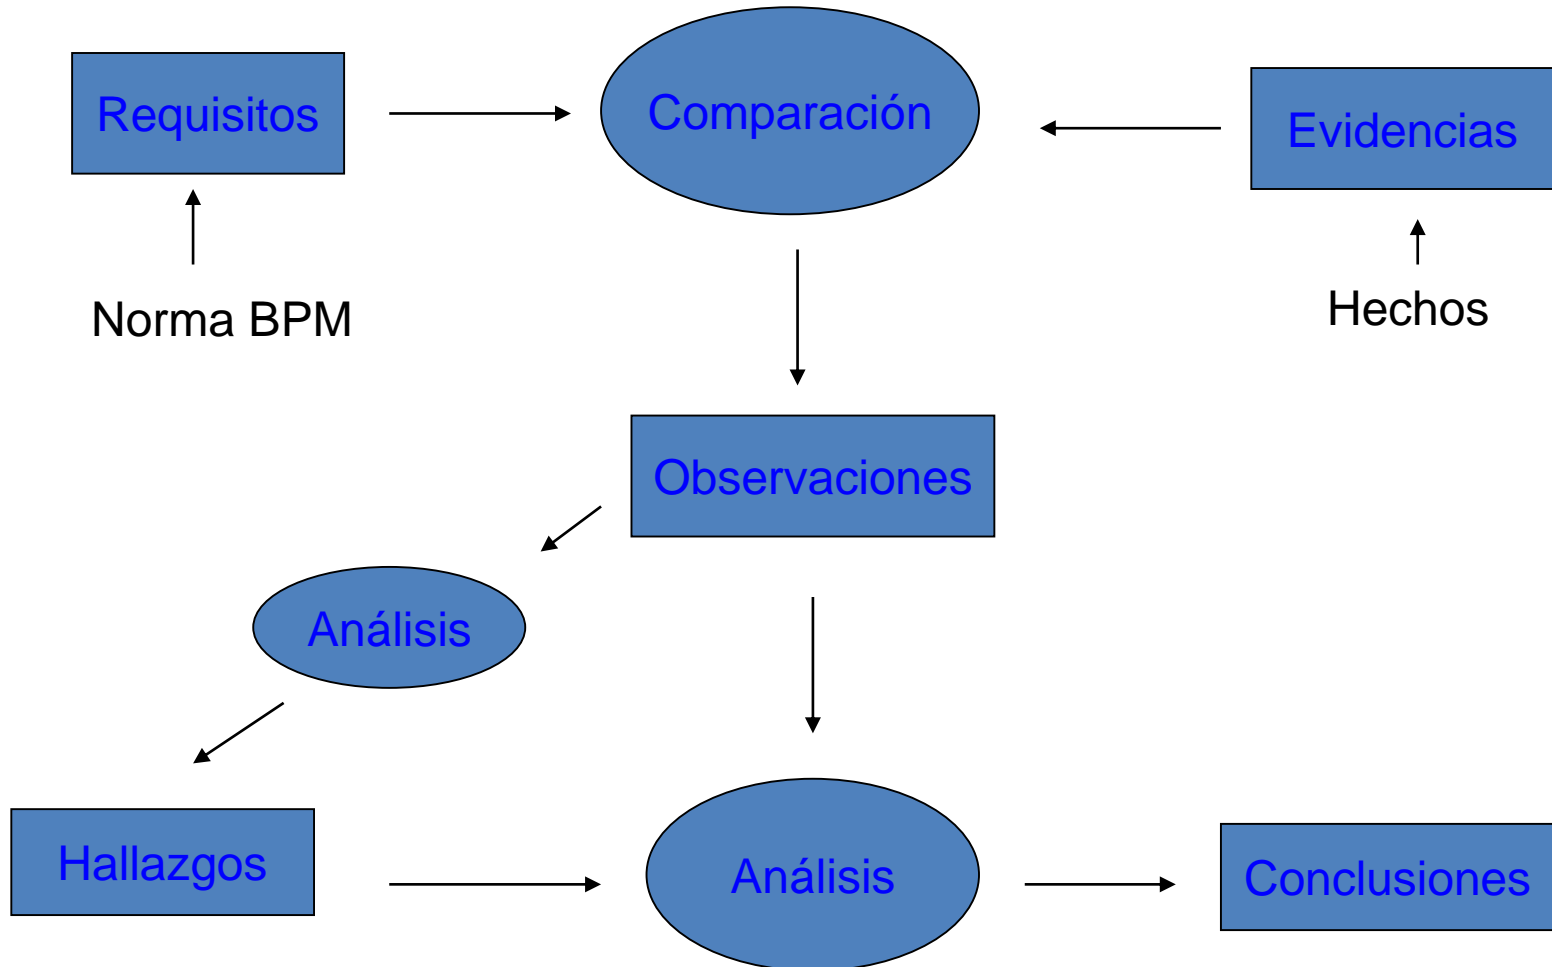 Requisitos
Comparación
Evidencias
Norma BPM
Hechos
Observaciones
Análisis
Hallazgos
Análisis
Conclusiones